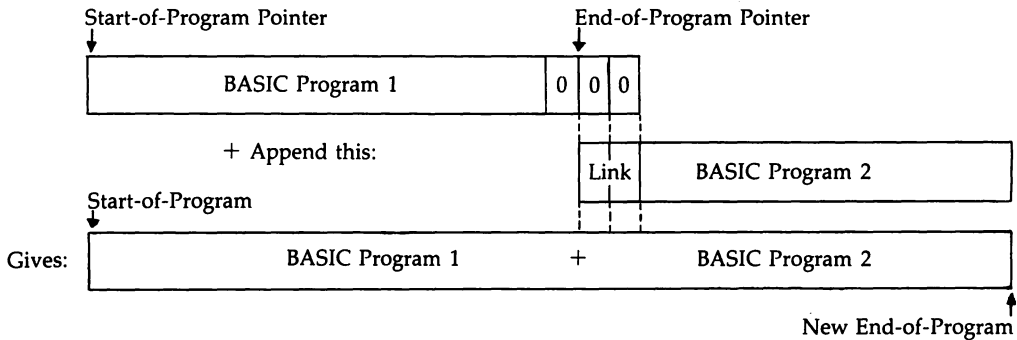 Start-of-Program Pointer End-of-Program Pointer
BASIC Program 1 0 0 0
+ Append this:
Link BASIC Program 2
Start-of-Program
Gives: BASIC Program 1 + BASIC Program 2
New End-of-Program